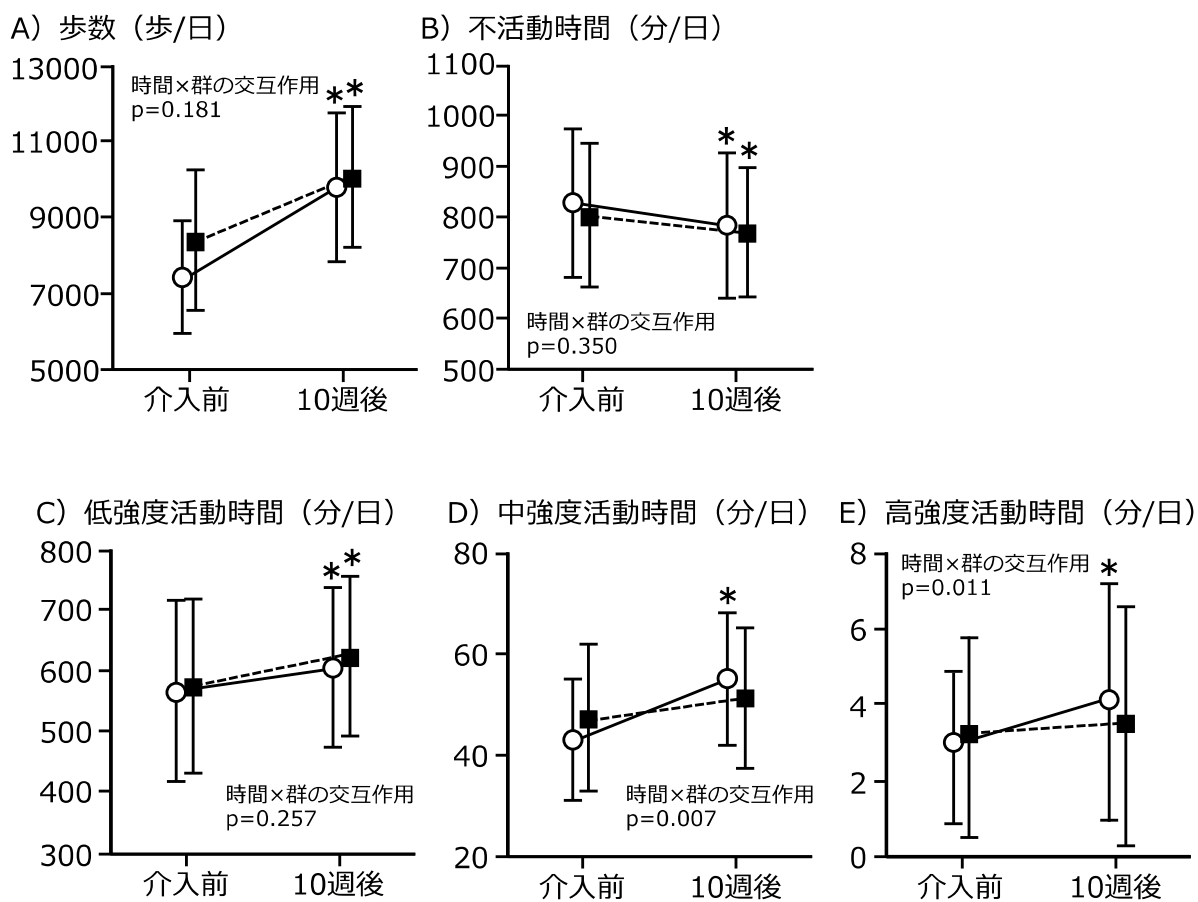 A）歩数（歩/日）
13000
11000
9000
7000
5000
時間×群の交互作用
p=0.181
* *
介入前
10週後
B）不活動時間（分/日）
1100
1000
900
800
700
600
500
*
*
時間×群の交互作用
p=0.350
介入前
10週後
C）低強度活動時間（分/日）
800
700
600
500
400
300
* *
時間×群の交互作用
p=0.257
介入前
10週後
D）中強度活動時間（分/日）
80
60
40
20
*
時間×群の交互作用
p=0.007
介入前
10週後
E）高強度活動時間（分/日）
8
6
4
2
0
時間×群の交互作用
p=0.011
*
介入前
10週後